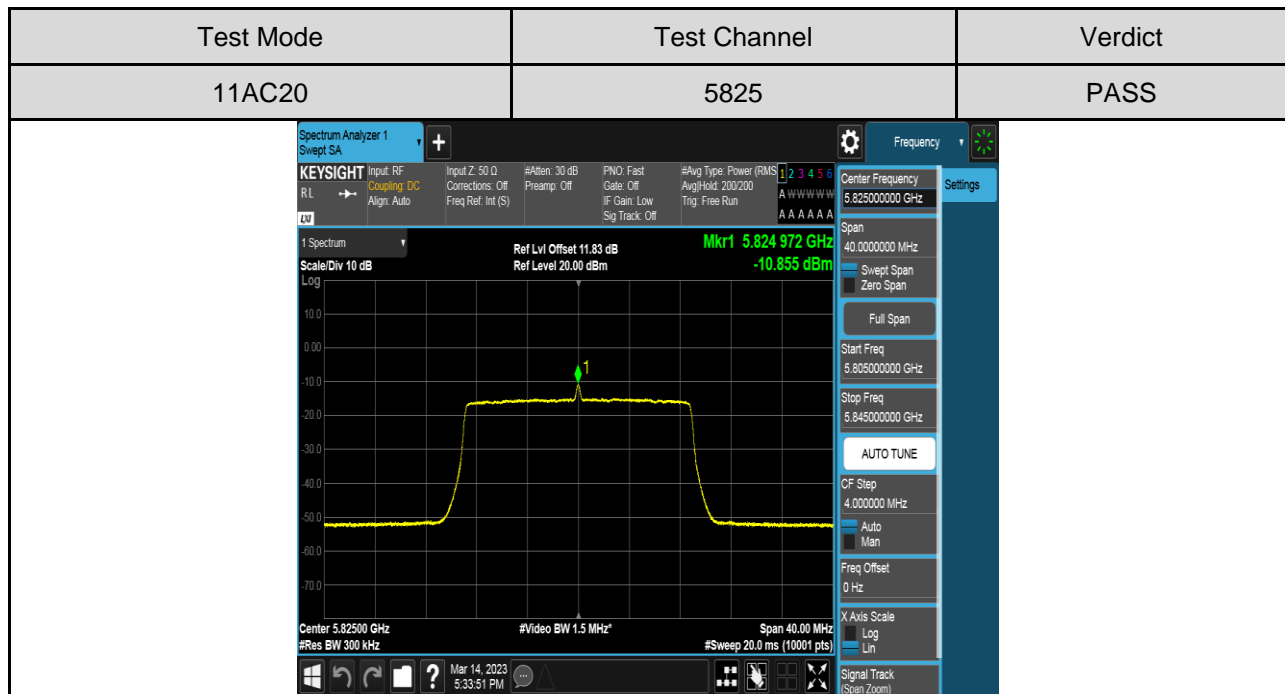 Test Mode Test Channel Verdict
11AC20 5825 PASS
Spectrum Analyzer 1
Swept SA
+
Frequency
KEYSIGHT Input: RF Input Z: 50 Ω #Atten: 30 dB PNO: Fast #Avg Type: Power (RMS 1 2 3 4 5 6
RL Coupling: DC Corrections: Off Preamp: Off Gate: Off Avg|Hold: 200/200 A W W W W W
Align: Auto Freq Ref: Int (S) IF Gain: Low Trig: Free Run
LXI Sig Track: Off A A A A A A
1 Spectrum
Scale/Div 10 dB
Log
Ref Lvl Offset 11.83 dB
Ref Level 20.00 dBm
Mkr1 5.824 972 GHz
-10.855 dBm
10.0
0.00
-10.0
-20.0
-30.0
-40.0
-50.0
-60.0
-70.0
1
Center 5.82500 GHz #Video BW 1.5 MHz* Span 40.00 MHz
#Res BW 300 kHz #Sweep 20.0 ms (10001 pts)
? Mar 14, 2023
5:33:51 PM
Center Frequency
5.825000000 GHz
Settings
Span
40.0000000 MHz
Swept Span
Zero Span
Full Span
Start Freq
5.805000000 GHz
Stop Freq
5.845000000 GHz
AUTO TUNE
CF Step
4.000000 MHz
Auto
Man
Freq Offset
0 Hz
X Axis Scale
Log
Lin
Signal Track
(Span Zoom)